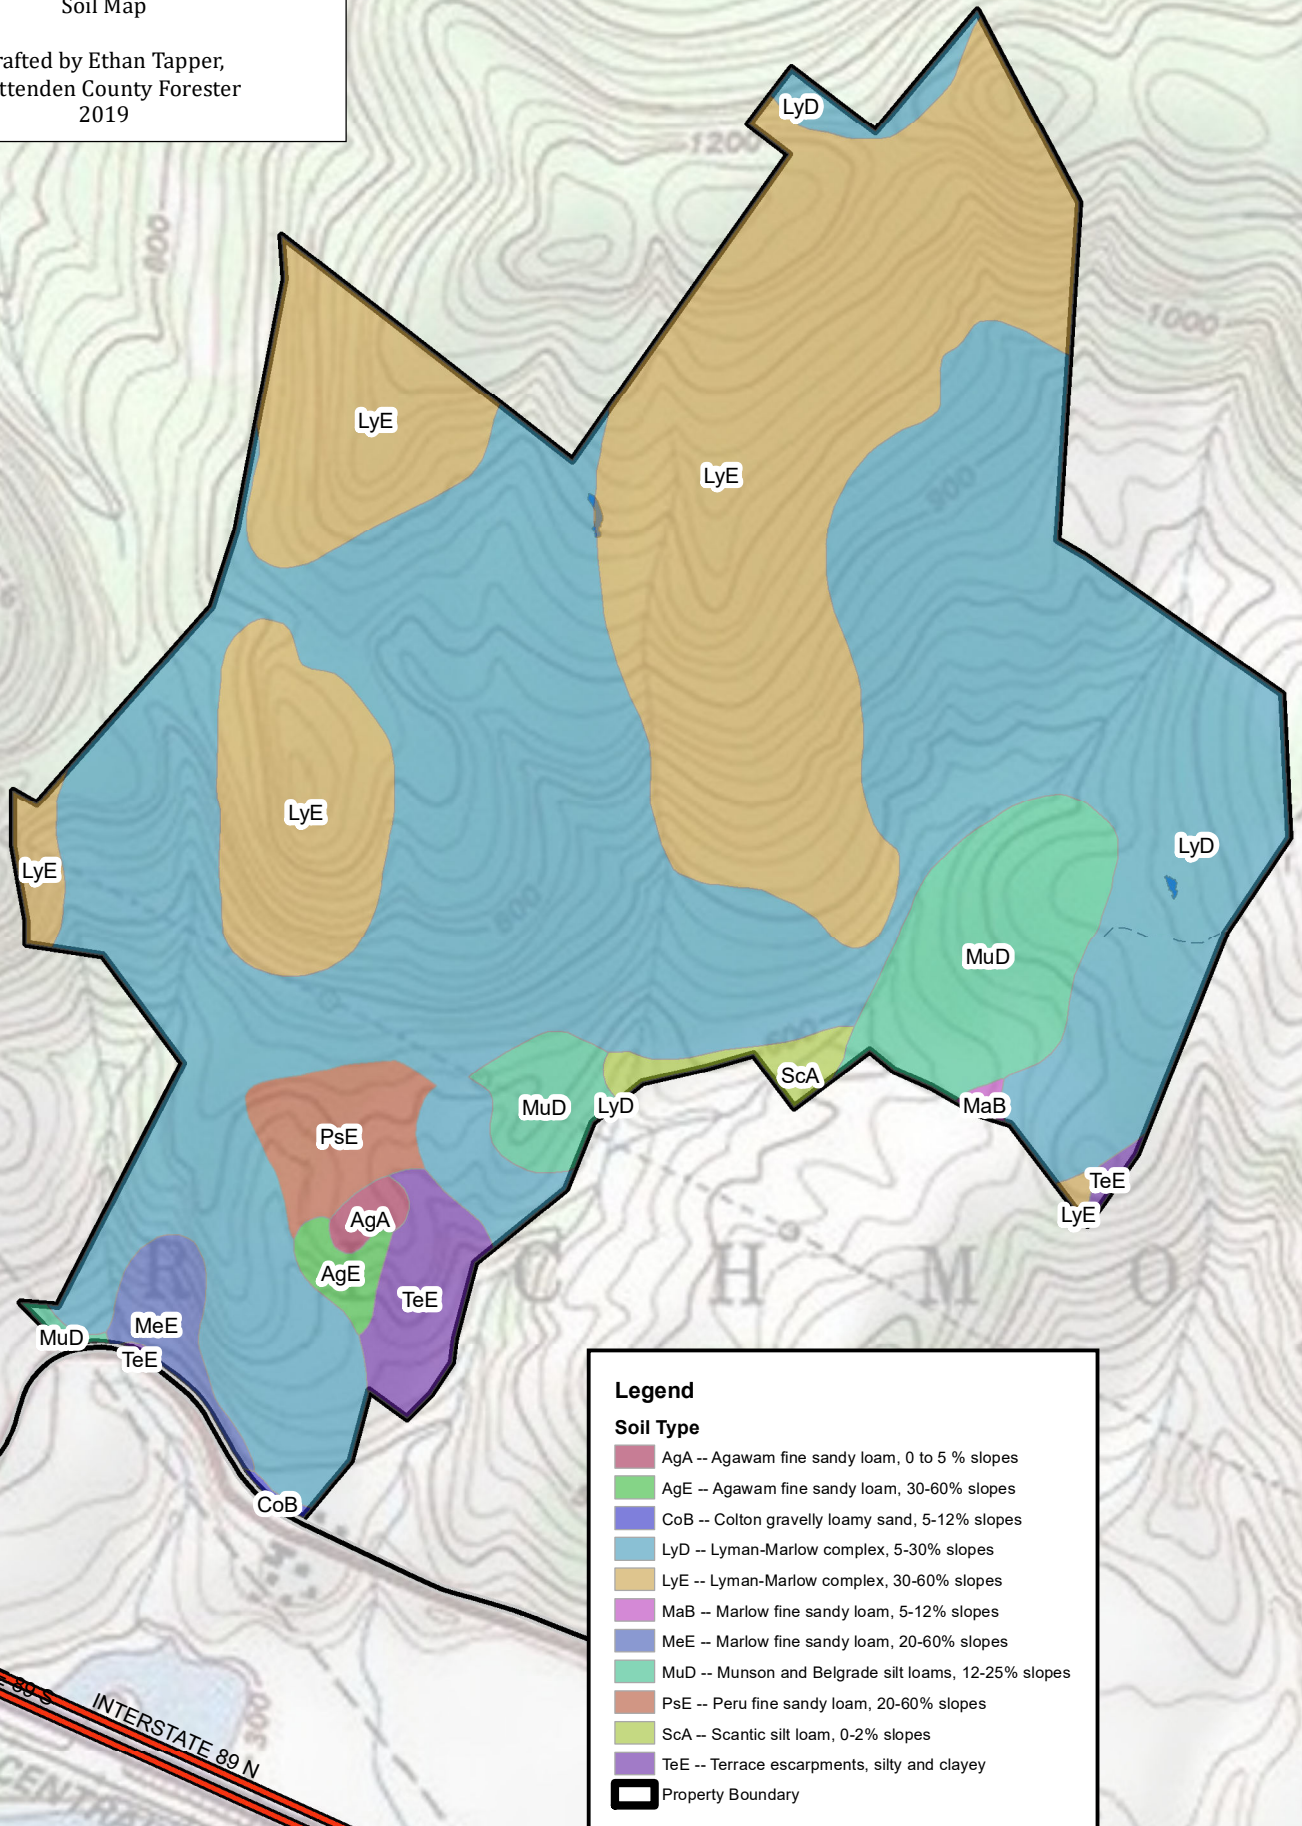 Soil Map
rafted by Ethan Tapper,
ttenden County Forester
2019
LyD
1200
800
1000
LyE
LyE
800
LyE
LyD
LyE
800
MuD
600
ScA
MuD
LyD
MaB
PsE
TeE
LyE
AgA
AgE
TeE
R I C H M O
MeE
MuD
TeE
CoB
Legend
Soil Type
AgA -- Agawam fine sandy loam, 0 to 5 % slopes
AgE -- Agawam fine sandy loam, 30-60% slopes
CoB -- Colton gravelly loamy sand, 5-12% slopes
LyD -- Lyman-Marlow complex, 5-30% slopes
LyE -- Lyman-Marlow complex, 30-60% slopes
MaB -- Marlow fine sandy loam, 5-12% slopes
MeE -- Marlow fine sandy loam, 20-60% slopes
MuD -- Munson and Belgrade silt loams, 12-25% slopes
PsE -- Peru fine sandy loam, 20-60% slopes
ScA -- Scantic silt loam, 0-2% slopes
TeE -- Terrace escarpments, silty and clayey
Property Boundary
E 89 S
INTERSTATE 89 N
300
CENTR